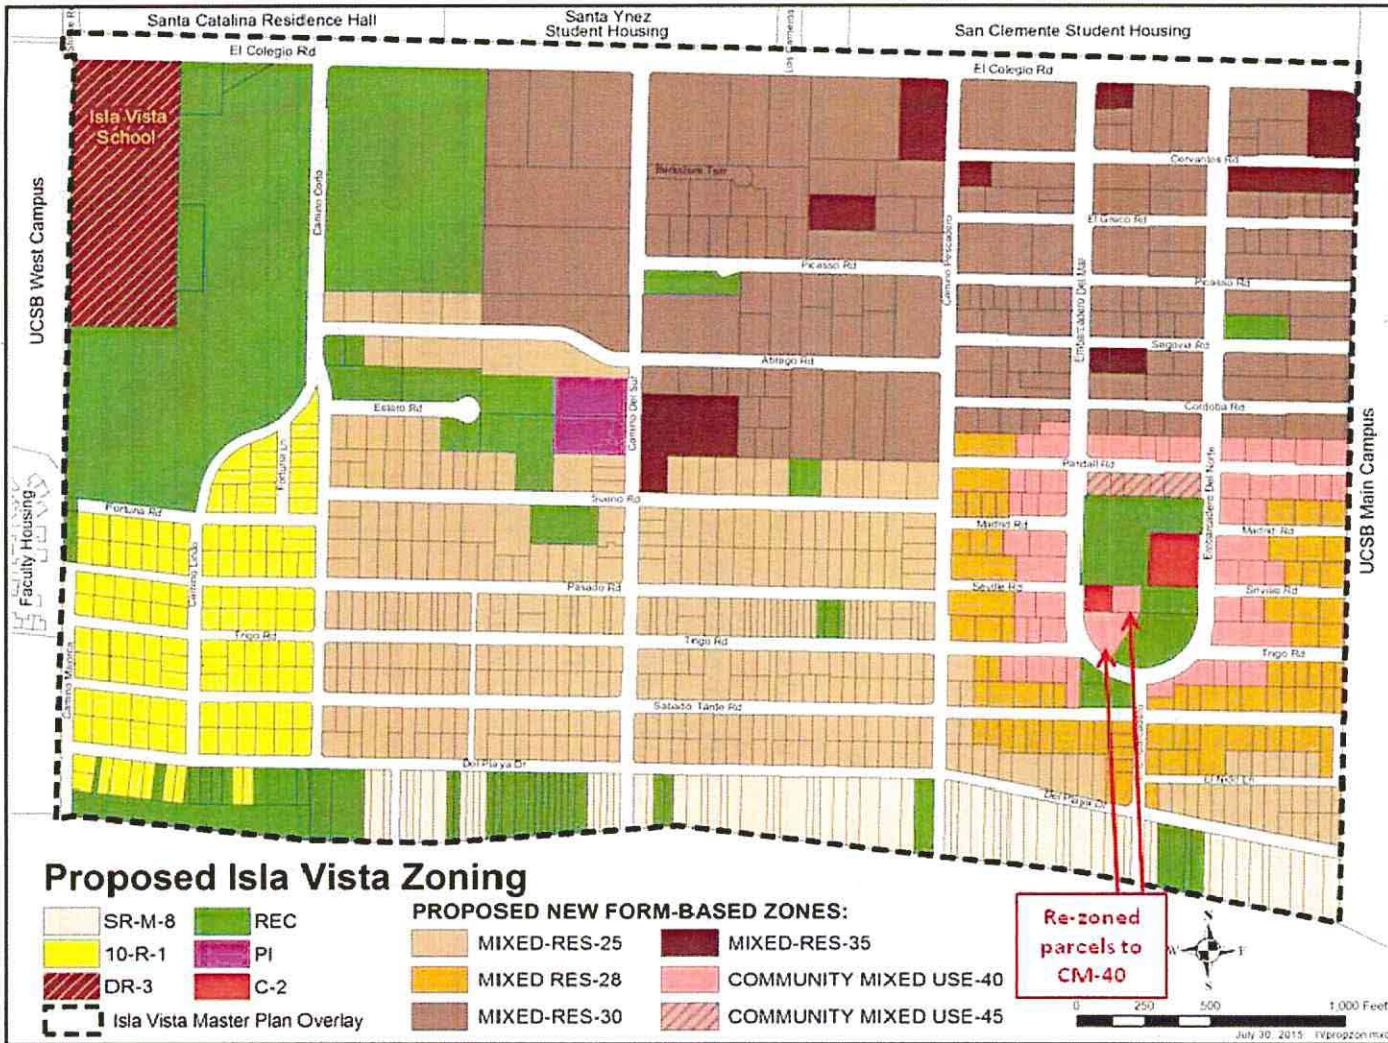 Santa Catalina Residence Hall
Santa Ynez
Student Housing
San Clemente Student Housing
El Colegio Rd
El Colegio Rd
Isla Vista
School
UCSB West Campus
Camino Corto
Cervantes Rd
El Greco Rd
Picasso Rd
Picasso Rd
Camino Pescadero
Embarcadero Del Mar
Segovia Rd
Abrego Rd
Estero Rd
Camino Del Sur
Cordoba Rd
Pardall Rd
Fortuna Ln
Sueno Rd
Fortuna Rd
Madrid Rd
Madrid Rd
Embarcadero Del Norte
UCSB Main Campus
Faculty Housing
Camino Lindo
Pasado Rd
Seville Rd
Seville Rd
Trigo Rd
Trigo Rd
Trigo Rd
Camino Majorca
Sabado Tarde Rd
Del Playa Dr
El Nido Ln
Del Playa Dr
Proposed Isla Vista Zoning
SR-M-8
REC
10-R-1
PI
DR-3
C-2
Isla Vista Master Plan Overlay
PROPOSED NEW FORM-BASED ZONES:
MIXED-RES-25
MIXED-RES-35
MIXED RES-28
COMMUNITY MIXED USE-40
MIXED-RES-30
COMMUNITY MIXED USE-45
Re-zoned
parcels to
CM-40
N
W
E
S
0 250 500 1,000 Feet
July 30, 2015 IVpropzon.mxd